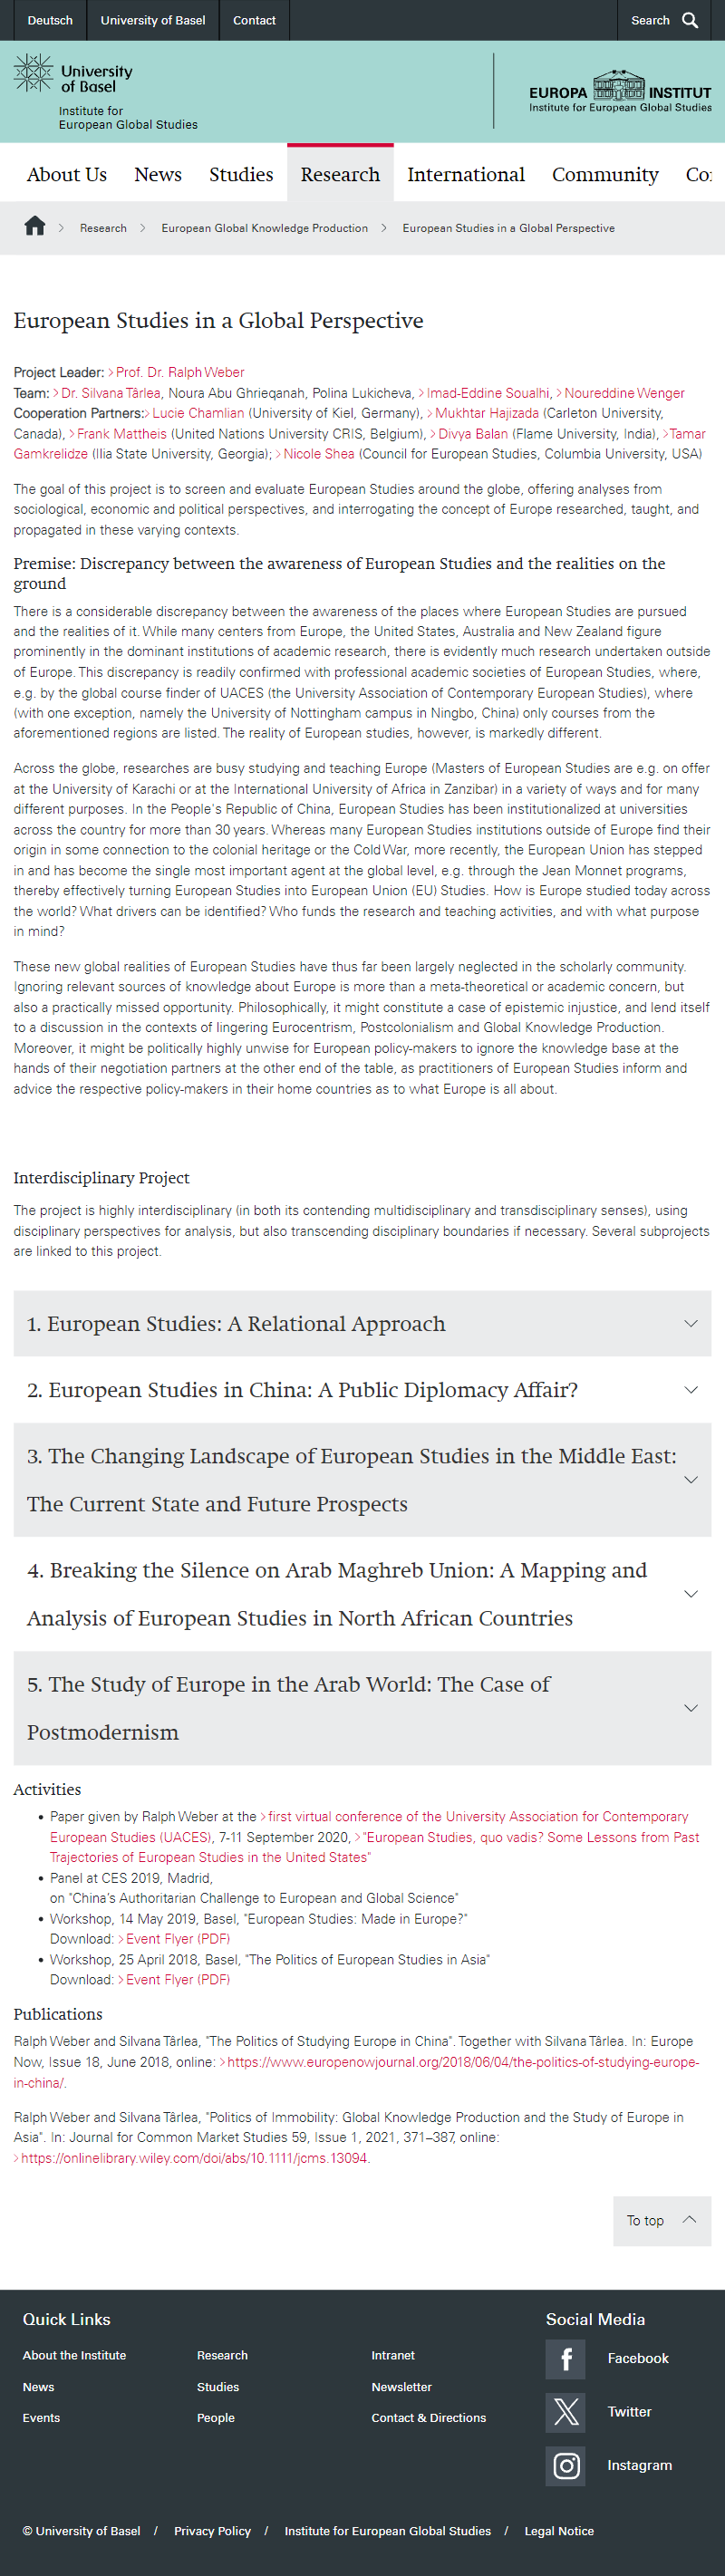 Deutsch
University of Basel
Contact
Search
University
of Basel
Institute for
European Global Studies
EUROPA INSTITUT
Institute for European Global Studies
About Us
News
Studies
Research
International
Community
Research
European Global Knowledge Production
European Studies in a Global Perspective
European Studies in a Global Perspective
Project Leader: Prof. Dr. Ralph Weber
Team: Dr. Silvana Târlea, Noura Abu Ghrieqanah, Polina Lukicheva, Imad-Eddine Soualhi, Noureddine Wenger
Cooperation Partners: Lucie Chamlian (University of Kiel, Germany), Mukhtar Hajizada (Carleton University,
Canada), Frank Mattheis (United Nations University CRIS, Belgium), Divya Balan (Flame University, India), Tamar
Gamkrelidze (Ilia State University, Georgia); Nicole Shea (Council for European Studies, Columbia University, USA)
The goal of this project is to screen and evaluate European Studies around the globe, offering analyses from
sociological, economic and political perspectives, and interrogating the concept of Europe researched, taught, and
propagated in these varying contexts.
Premise: Discrepancy between the awareness of European Studies and the realities on the
ground
There is a considerable discrepancy between the awareness of the places where European Studies are pursued
and the realities of it. While many centers from Europe, the United States, Australia and New Zealand figure
prominently in the dominant institutions of academic research, there is evidently much research undertaken outside
of Europe. This discrepancy is readily confirmed with professional academic societies of European Studies, where,
e.g. by the global course finder of UACES (the University Association of Contemporary European Studies), where
(with one exception, namely the University of Nottingham campus in Ningbo, China) only courses from the
aforementioned regions are listed. The reality of European studies, however, is markedly different.
Across the globe, researches are busy studying and teaching Europe (Masters of European Studies are e.g. on offer
at the University of Karachi or at the International University of Africa in Zanzibar) in a variety of ways and for many
different purposes. In the People's Republic of China, European Studies has been institutionalized at universities
across the country for more than 30 years. Whereas many European Studies institutions outside of Europe find their
origin in some connection to the colonial heritage or the Cold War, more recently, the European Union has stepped
in and has become the single most important agent at the global level, e.g. through the Jean Monnet programs,
thereby effectively turning European Studies into European Union (EU) Studies. How is Europe studied today across
the world? What drivers can be identified? Who funds the research and teaching activities, and with what purpose
in mind?
These new global realities of European Studies have thus far been largely neglected in the scholarly community.
Ignoring relevant sources of knowledge about Europe is more than a meta-theoretical or academic concern, but
also a practically missed opportunity. Philosophically, it might constitute a case of epistemic injustice, and lend itself
to a discussion in the contexts of lingering Eurocentrism, Postcolonialism and Global Knowledge Production.
Moreover, it might be politically highly unwise for European policy-makers to ignore the knowledge base at the
hands of their negotiation partners at the other end of the table, as practitioners of European Studies inform and
advice the respective policy-makers in their home countries as to what Europe is all about.
Interdisciplinary Project
The project is highly interdisciplinary (in both its contending multidisciplinary and transdisciplinary senses), using
disciplinary perspectives for analysis, but also transcending disciplinary boundaries if necessary. Several subprojects
are linked to this project.
1. European Studies: A Relational Approach
2. European Studies in China: A Public Diplomacy Affair?
3. The Changing Landscape of European Studies in the Middle East:
The Current State and Future Prospects
4. Breaking the Silence on Arab Maghreb Union: A Mapping and
Analysis of European Studies in North African Countries
5. The Study of Europe in the Arab World: The Case of
Postmodernism
Activities
Paper given by Ralph Weber at the first virtual conference of the University Association for Contemporary
European Studies (UACES), 7-11 September 2020, "European Studies, quo vadis? Some Lessons from Past
Trajectories of European Studies in the United States"
Panel at CES 2019, Madrid,
on "China's Authoritarian Challenge to European and Global Science"
Workshop, 14 May 2019, Basel, "European Studies: Made in Europe?"
Download: Event Flyer (PDF)
Workshop, 25 April 2018, Basel, "The Politics of European Studies in Asia"
Download: Event Flyer (PDF)
Publications
Ralph Weber and Silvana Târlea, "The Politics of Studying Europe in China". Together with Silvana Târlea. In: Europe
Now, Issue 18, June 2018, online: https://www.europenowjournal.org/2018/06/04/the-politics-of-studying-europe-
in-china/.
Ralph Weber and Silvana Târlea, "Politics of Immobility: Global Knowledge Production and the Study of Europe in
Asia". In: Journal for Common Market Studies 59, Issue 1, 2021, 371–387, online:
https://onlinelibrary.wiley.com/doi/abs/10.1111/jcms.13094.
To top
Quick Links
Social Media
About the Institute
Research
Intranet
Facebook
News
Studies
Newsletter
Twitter
Events
People
Contact & Directions
Instagram
© University of Basel / Privacy Policy / Institute for European Global Studies / Legal Notice